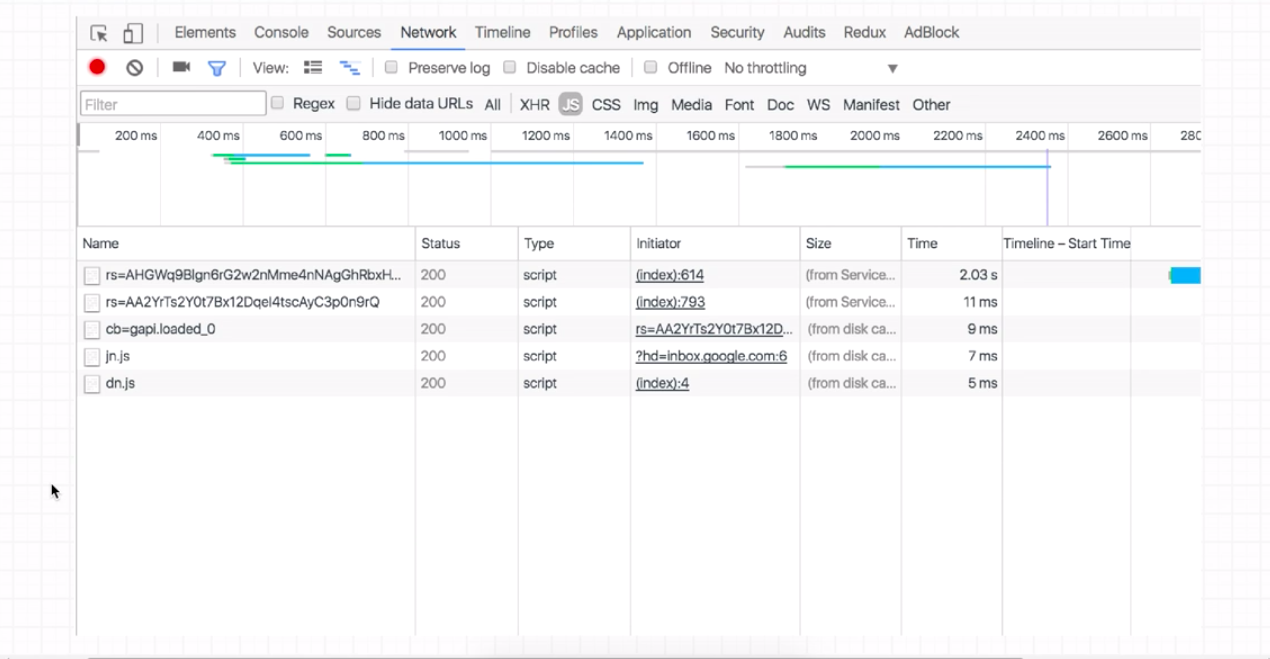 Elements Console Sources Network Timeline Profiles Application Security Audits Redux AdBlock
View: Preserve log Disable cache Offline No throttling ▼
Filter Regex Hide data URLs All XHR JS CSS Img Media Font Doc WS Manifest Other
200 ms 400 ms 600 ms 800 ms 1000 ms 1200 ms 1400 ms 1600 ms 1800 ms 2000 ms 2200 ms 2400 ms 2600 ms 280
Name Status Type Initiator Size Time Timeline – Start Time
rs=AHGWq9Blgn6rG2w2nMme4nNAgGhRbxH... 200 script (index):614 (from Service... 2.03 s
rs=AA2YrTs2Y0t7Bx12Dqel4tscAyC3p0n9rQ 200 script (index):793 (from Service... 11 ms
cb=gapi.loaded_0 200 script rs=AA2YrTs2Y0t7Bx12D... (from disk ca... 9 ms
jn.js 200 script ?hd=inbox.google.com:6 (from disk ca... 7 ms
dn.js 200 script (index):4 (from disk ca... 5 ms